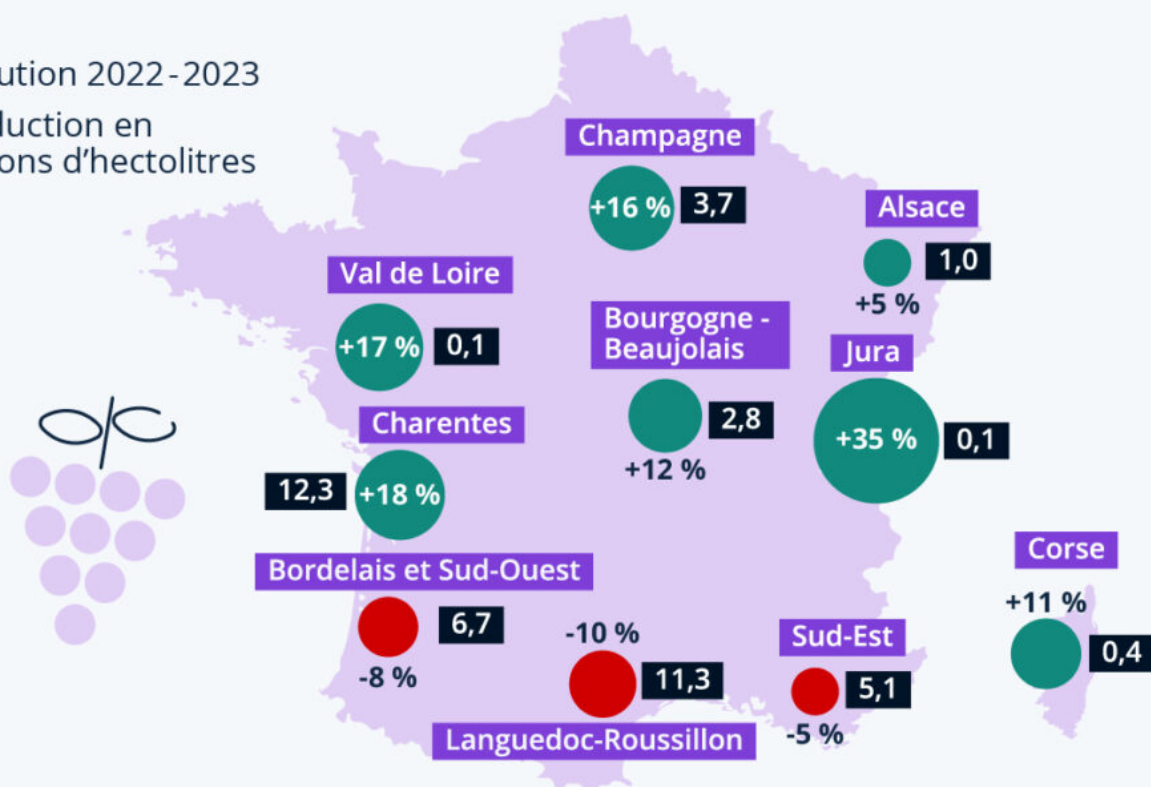 ution 2022-2023
luction en
ons d'hectolitres
Champagne
+16 % 3,7
Alsace
1,0
+5 %
Val de Loire
+17 % 0,1
Bourgogne -
Beaujolais
2,8
+12 %
Jura
+35 % 0,1
Charentes
12,3 +18 %
Bordelais et Sud-Ouest
6,7
-8 %
-10 %
11,3
Languedoc-Roussillon
Sud-Est
5,1
-5 %
Corse
+11 %
0,4